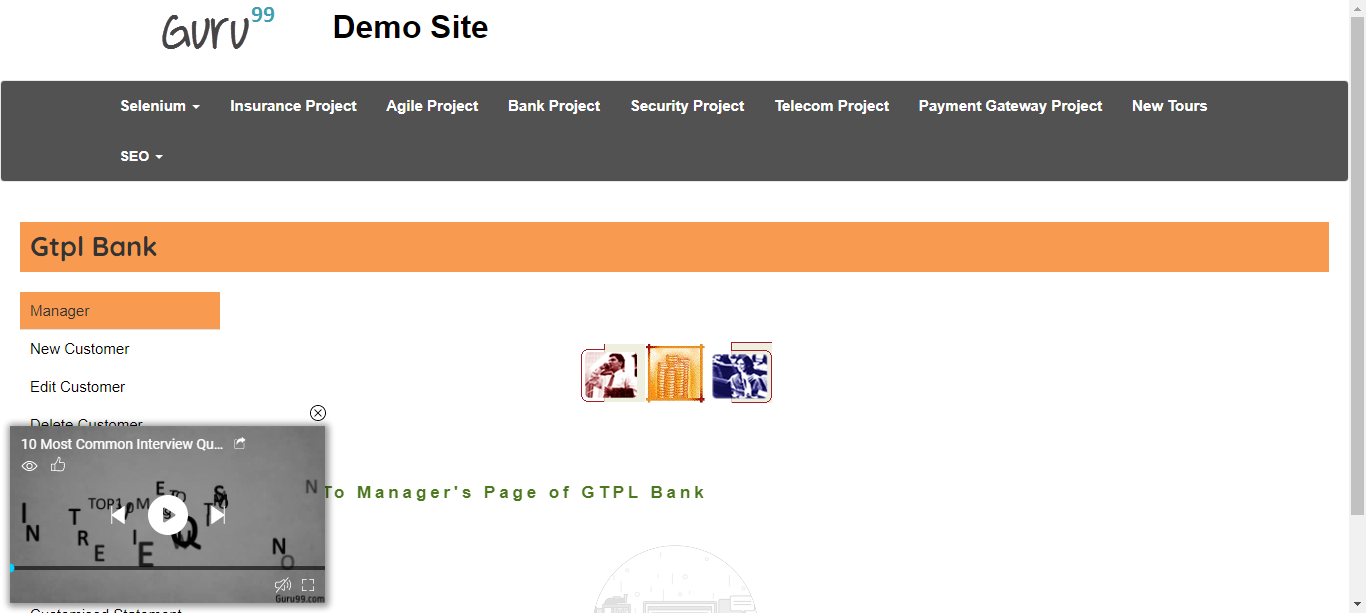 Guru99 Demo Site
Selenium Insurance Project Agile Project Bank Project Security Project Telecom Project Payment Gateway Project New Tours
SEO
Gtpl Bank
Manager
New Customer
Edit Customer
Delete Customer
10 Most Common Interview Qu...
TOP1
To Manager's Page of GTPL Bank
Guru99.com
Customised Statement